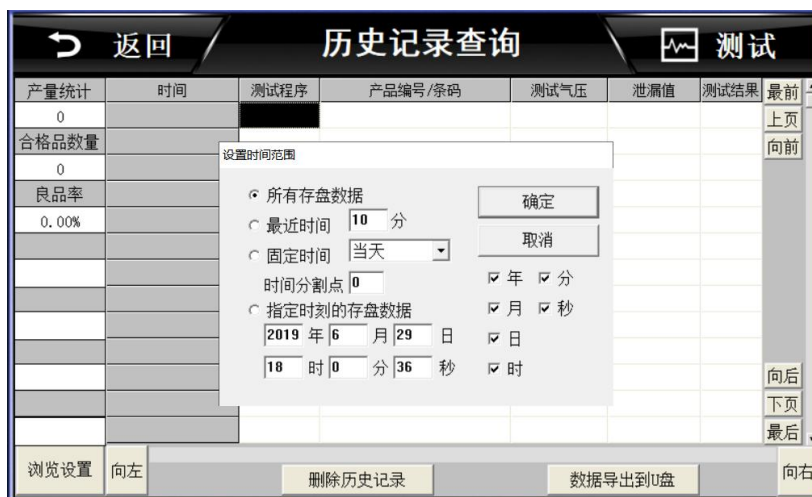 返回 历史记录查询 测试
产量统计 时间 测试程序 产品编号/条码 测试气压 泄漏值 测试结果 最前
0 上页
合格品数量 向前
0
良品率
0.00%
设置时间范围
所有存盘数据 确定
最近时间 10 分 取消
固定时间 当天
时间分割点 0 年 分
指定时刻的存盘数据 月 秒
2019 年 6 月 29 日 日
18 时 0 分 36 秒 时
向后
下页
最后
浏览设置 向左 删除历史记录 数据导出到U盘 向右